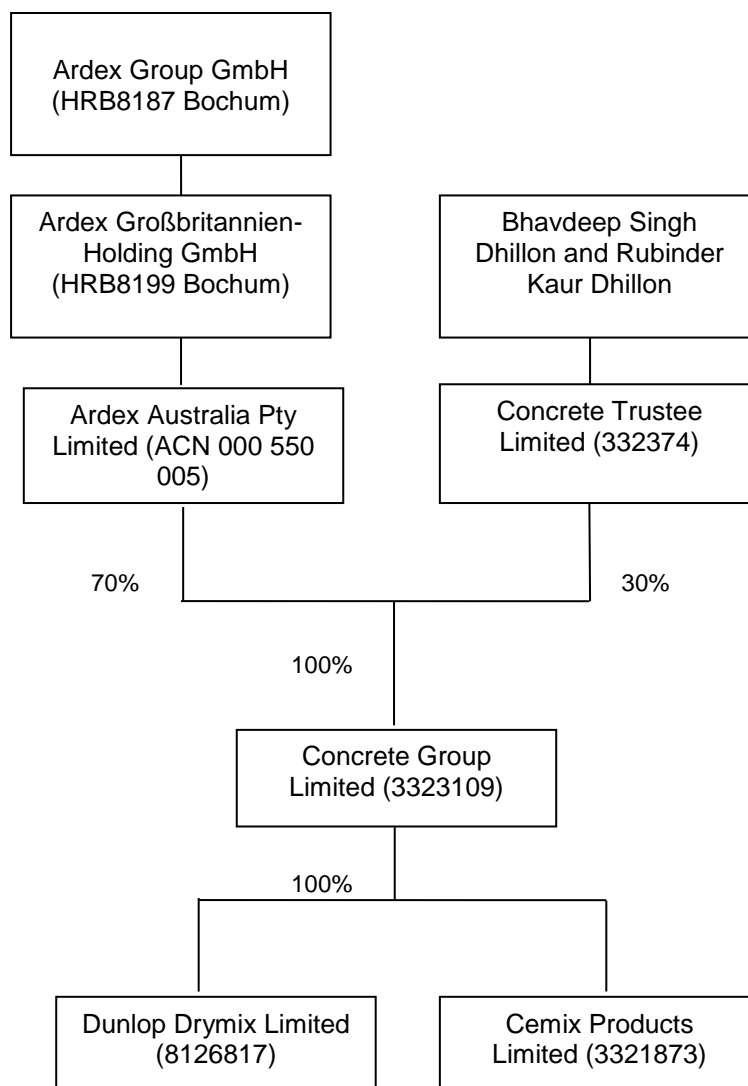 Ardex Group GmbH
(HRB8187 Bochum)
Ardex Großbritannien-
Holding GmbH
(HRB8199 Bochum)
Bhavdeep Singh
Dhillon and Rubinder
Kaur Dhillon
Ardex Australia Pty
Limited (ACN 000 550
005)
Concrete Trustee
Limited (332374)
70%
30%
100%
Concrete Group
Limited (3323109)
100%
Dunlop Drymix Limited
(8126817)
Cemix Products
Limited (3321873)